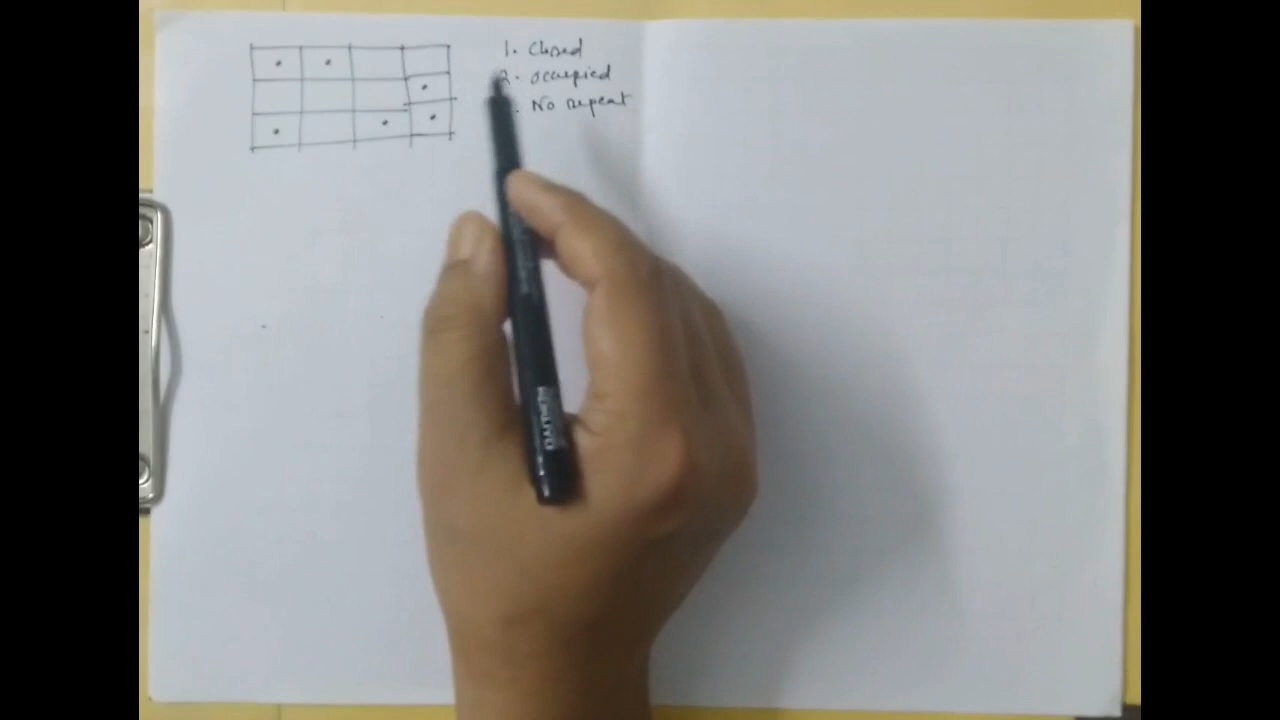 1. Closed
2. occupied
. No repeat